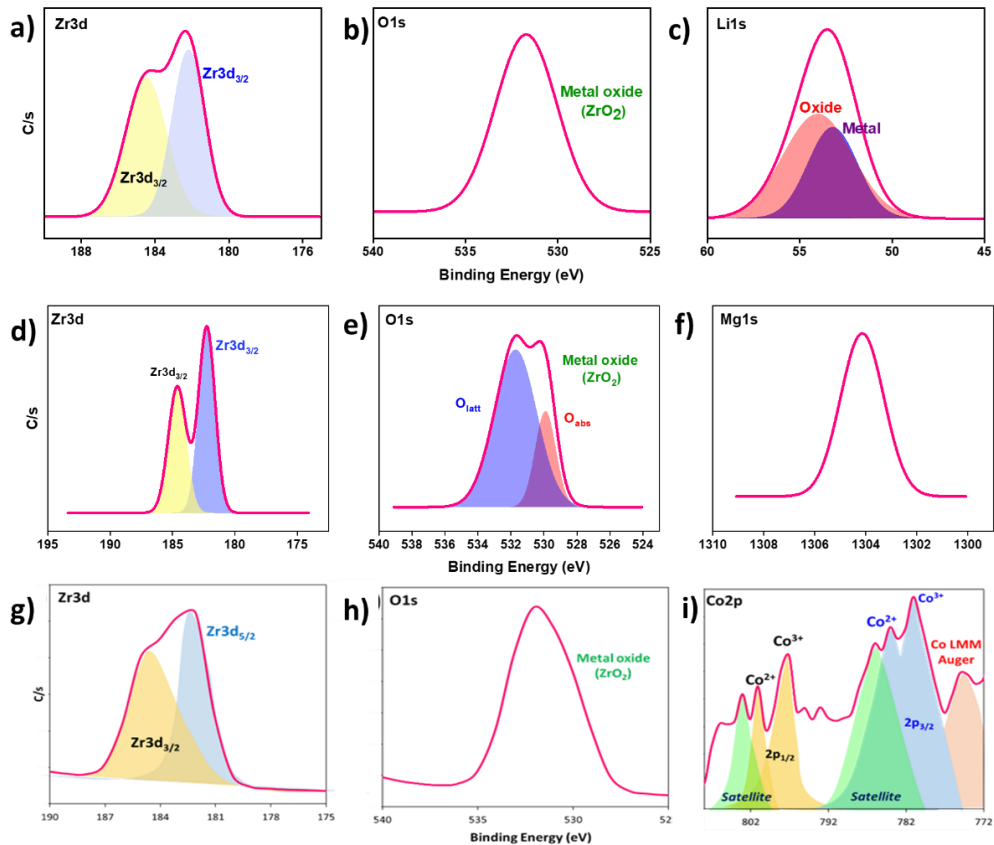 a)
Zr3d
Zr3d3/2
Zr3d3/2
C/s
188 184 180 176
b)
O1s
Metal oxide
(ZrO2)
540 535 530 525
Binding Energy (eV)
c)
Li1s
Oxide
Metal
60 55 50 45
d)
Zr3d
Zr3d3/2
Zr3d3/2
C/s
195 190 185 180 175
e)
O1s
Metal oxide
(ZrO2)
Olatt
Oabs
540 538 536 534 532 530 528 526 524
Binding Energy (eV)
f)
Mg1s
1310 1308 1306 1304 1302 1300
g)
Zr3d
Zr3d5/2
Zr3d3/2
C/s
190 187 184 181 178 175
h)
O1s
Metal oxide
(ZrO2)
540 535 530 52
Binding Energy (eV)
i)
Co2p
Co3+
Co2+
Co3+
Co2+
Co LMM
Auger
2p3/2
2p1/2
Satellite
Satellite
802 792 782 772